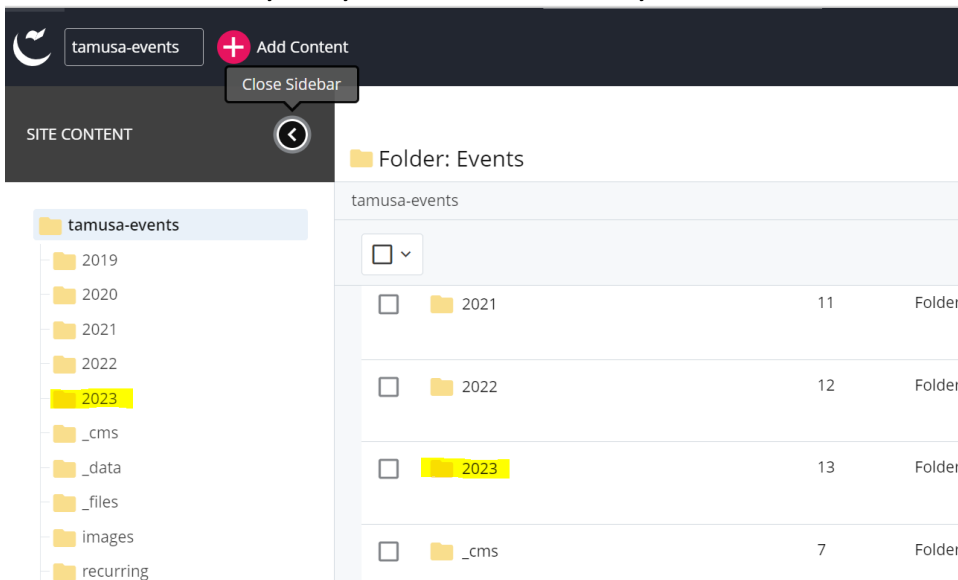 tamusa-events
Add Content
Close Sidebar
SITE CONTENT
Folder: Events
tamusa-events
tamusa-events
2019
2020
2021
2022
2023
_cms
_data
_files
images
recurring
2021 11 Folder
2022 12 Folder
2023 13 Folder
_cms 7 Folder